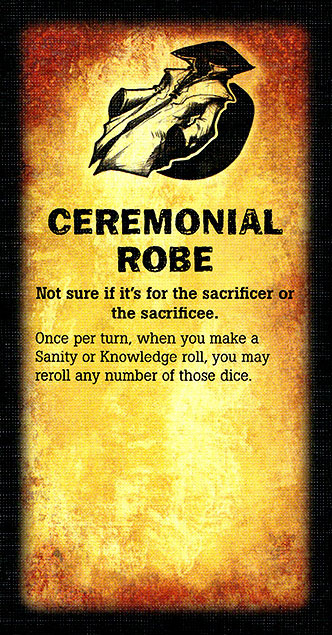 CEREMONIAL
ROBE
Not sure if it's for the sacrificer or
the sacrificee.
Once per turn, when you make a
Sanity or Knowledge roll, you may
reroll any number of those dice.